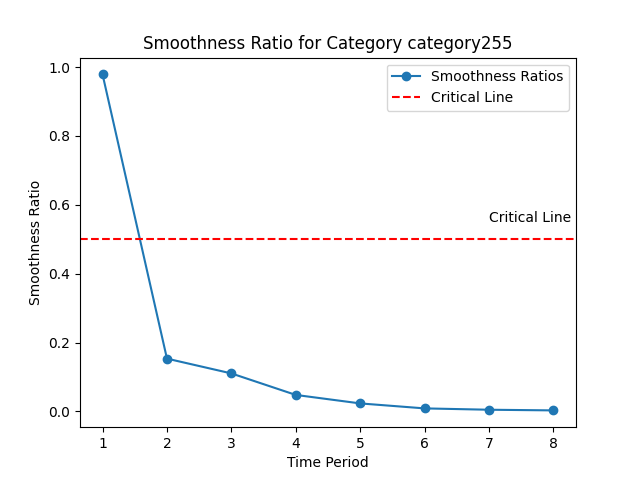 Smoothness Ratio for Category category255
Smoothness Ratios
Critical Line
Critical Line
Smoothness Ratio
1.0
0.8
0.6
0.4
0.2
0.0
1 2 3 4 5 6 7 8
Time Period